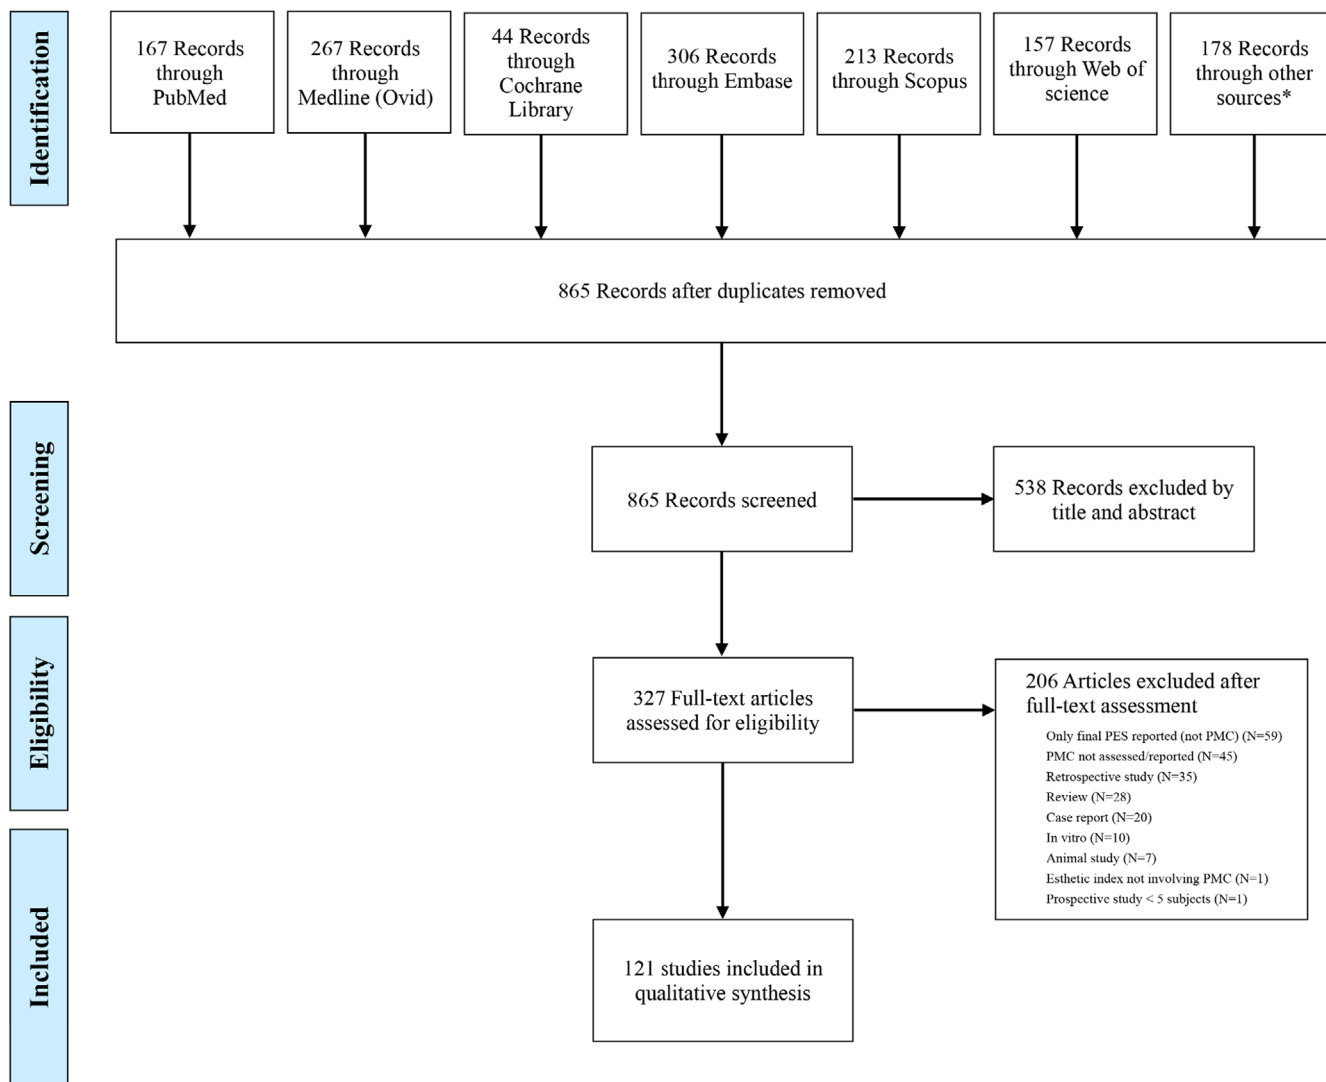 Identification
167 Records
through
PubMed
267 Records
through
Medline (Ovid)
44 Records
through
Cochrane
Library
306 Records
through Embase
213 Records
through Scopus
157 Records
through Web of
science
178 Records
through other
sources*
865 Records after duplicates removed
Screening
865 Records screened
538 Records excluded by
title and abstract
Eligibility
327 Full-text articles
assessed for eligibility
206 Articles excluded after
full-text assessment
Only final PES reported (not PMC) (N=59)
PMC not assessed/reported (N=45)
Retrospective study (N=35)
Review (N=28)
Case report (N=20)
In vitro (N=10)
Animal study (N=7)
Esthetic index not involving PMC (N=1)
Prospective study < 5 subjects (N=1)
Included
121 studies included in
qualitative synthesis